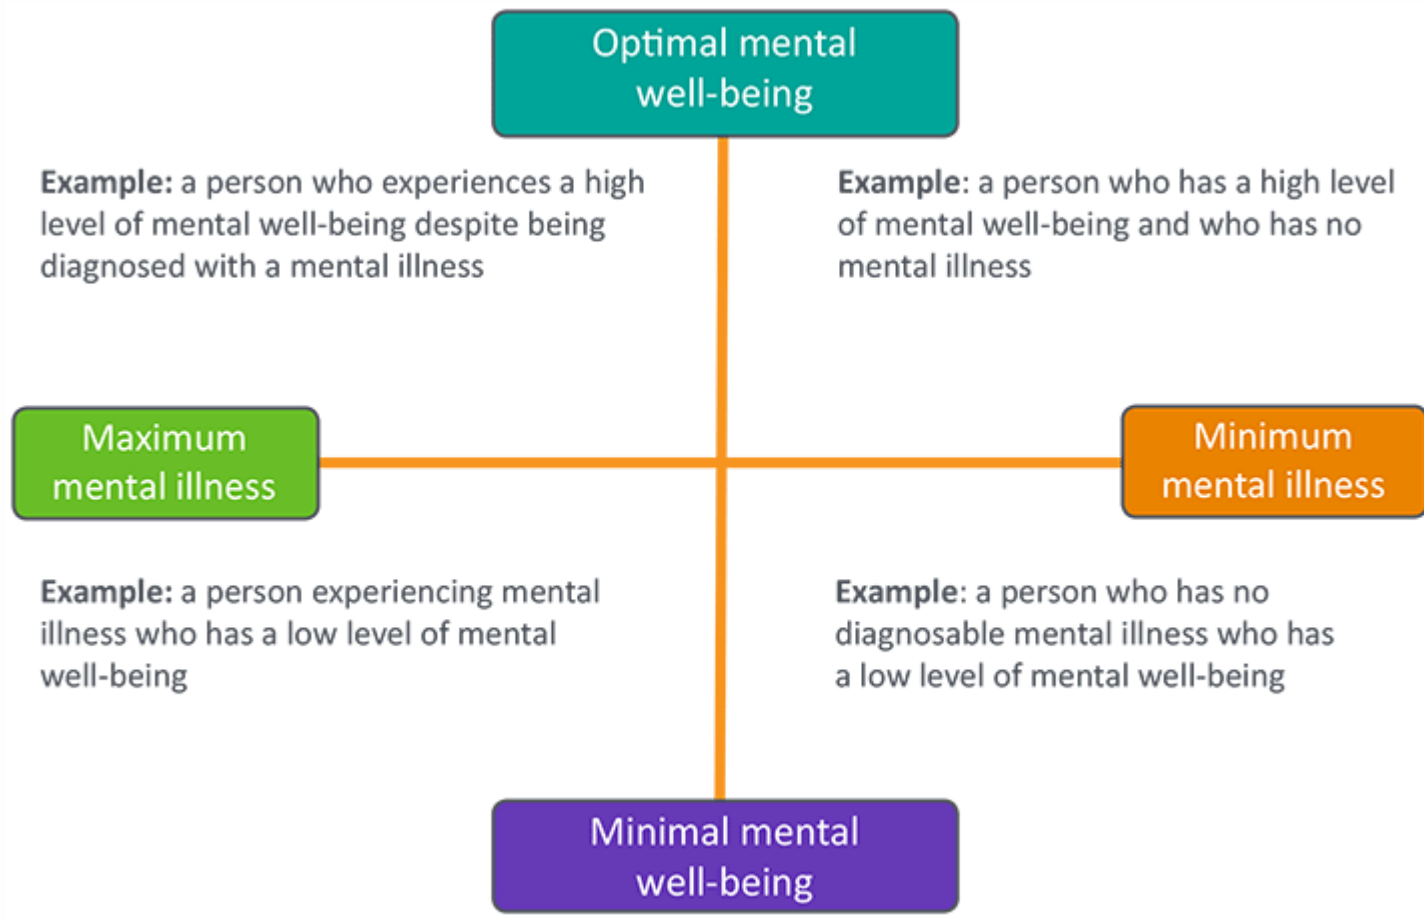 Optimal mental
well-being
Example: a person who experiences a high
level of mental well-being despite being
diagnosed with a mental illness
Example: a person who has a high level
of mental well-being and who has no
mental illness
Maximum
mental illness
Minimum
mental illness
Example: a person experiencing mental
illness who has a low level of mental
well-being
Example: a person who has no
diagnosable mental illness who has
a low level of mental well-being
Minimal mental
well-being